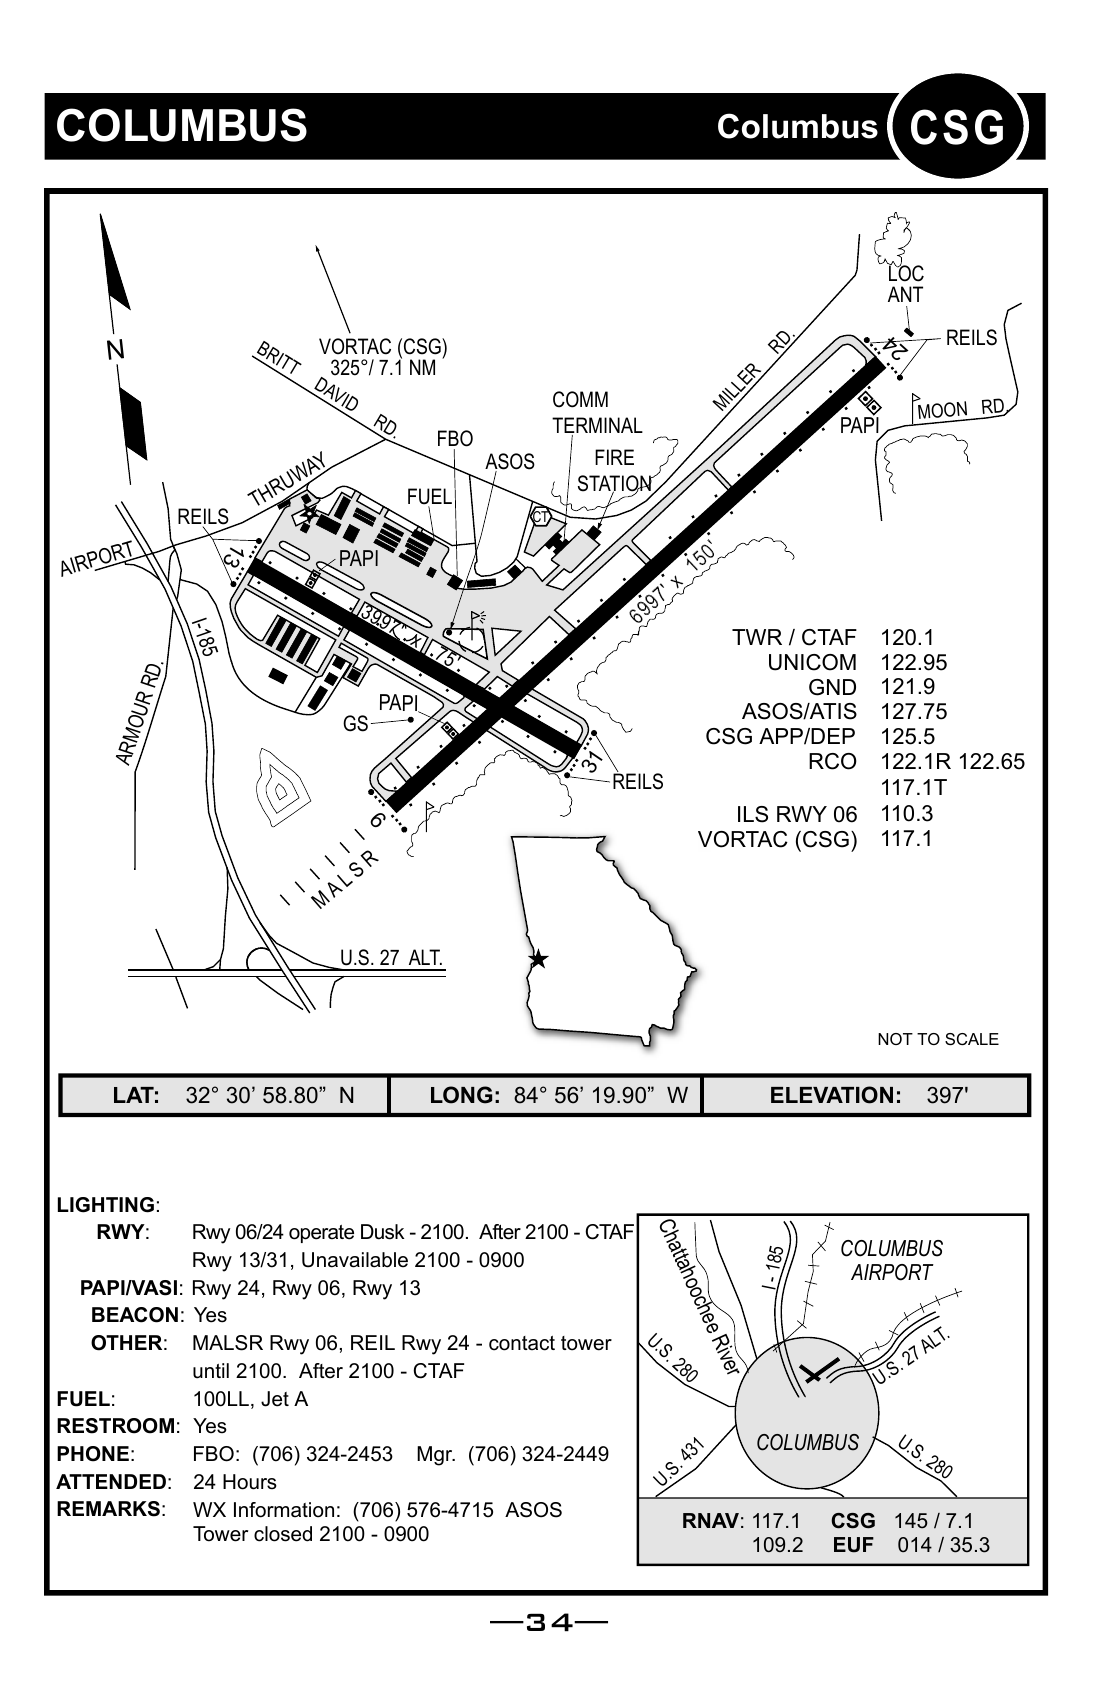 COLUMBUS
Columbus CSG
N
VORTAC (CSG)
325°/ 7.1 NM
BRITT DAVID RD.
LOC
ANT
REILS
24
MILLER RD.
PAPI
MOON RD.
COMM
TERMINAL
FIRE
STATION
FBO
ASOS
FUEL
CT
THRUWAY
AIRPORT
REILS
13
PAPI
3997' X 75'
6997' X 150'
I-185
ARMOUR RD.
PAPI
GS
31
REILS
6
MALSR
U.S. 27 ALT.
TWR / CTAF 120.1
UNICOM 122.95
GND 121.9
ASOS/ATIS 127.75
CSG APP/DEP 125.5
RCO 122.1R 122.65
117.1T
ILS RWY 06 110.3
VORTAC (CSG) 117.1
NOT TO SCALE
LAT: 32° 30’ 58.80” N LONG: 84° 56’ 19.90” W ELEVATION: 397'
LIGHTING:
RWY: Rwy 06/24 operate Dusk - 2100. After 2100 - CTAF
Rwy 13/31, Unavailable 2100 - 0900
PAPI/VASI: Rwy 24, Rwy 06, Rwy 13
BEACON: Yes
OTHER: MALSR Rwy 06, REIL Rwy 24 - contact tower
until 2100. After 2100 - CTAF
FUEL: 100LL, Jet A
RESTROOM: Yes
PHONE: FBO: (706) 324-2453 Mgr. (706) 324-2449
ATTENDED: 24 Hours
REMARKS: WX Information: (706) 576-4715 ASOS
Tower closed 2100 - 0900
Chattahoochee River
I - 185
COLUMBUS
AIRPORT
U.S. 280
U.S. 27 ALT.
COLUMBUS
U.S. 431
U.S. 280
RNAV: 117.1 CSG 145 / 7.1
109.2 EUF 014 / 35.3
34